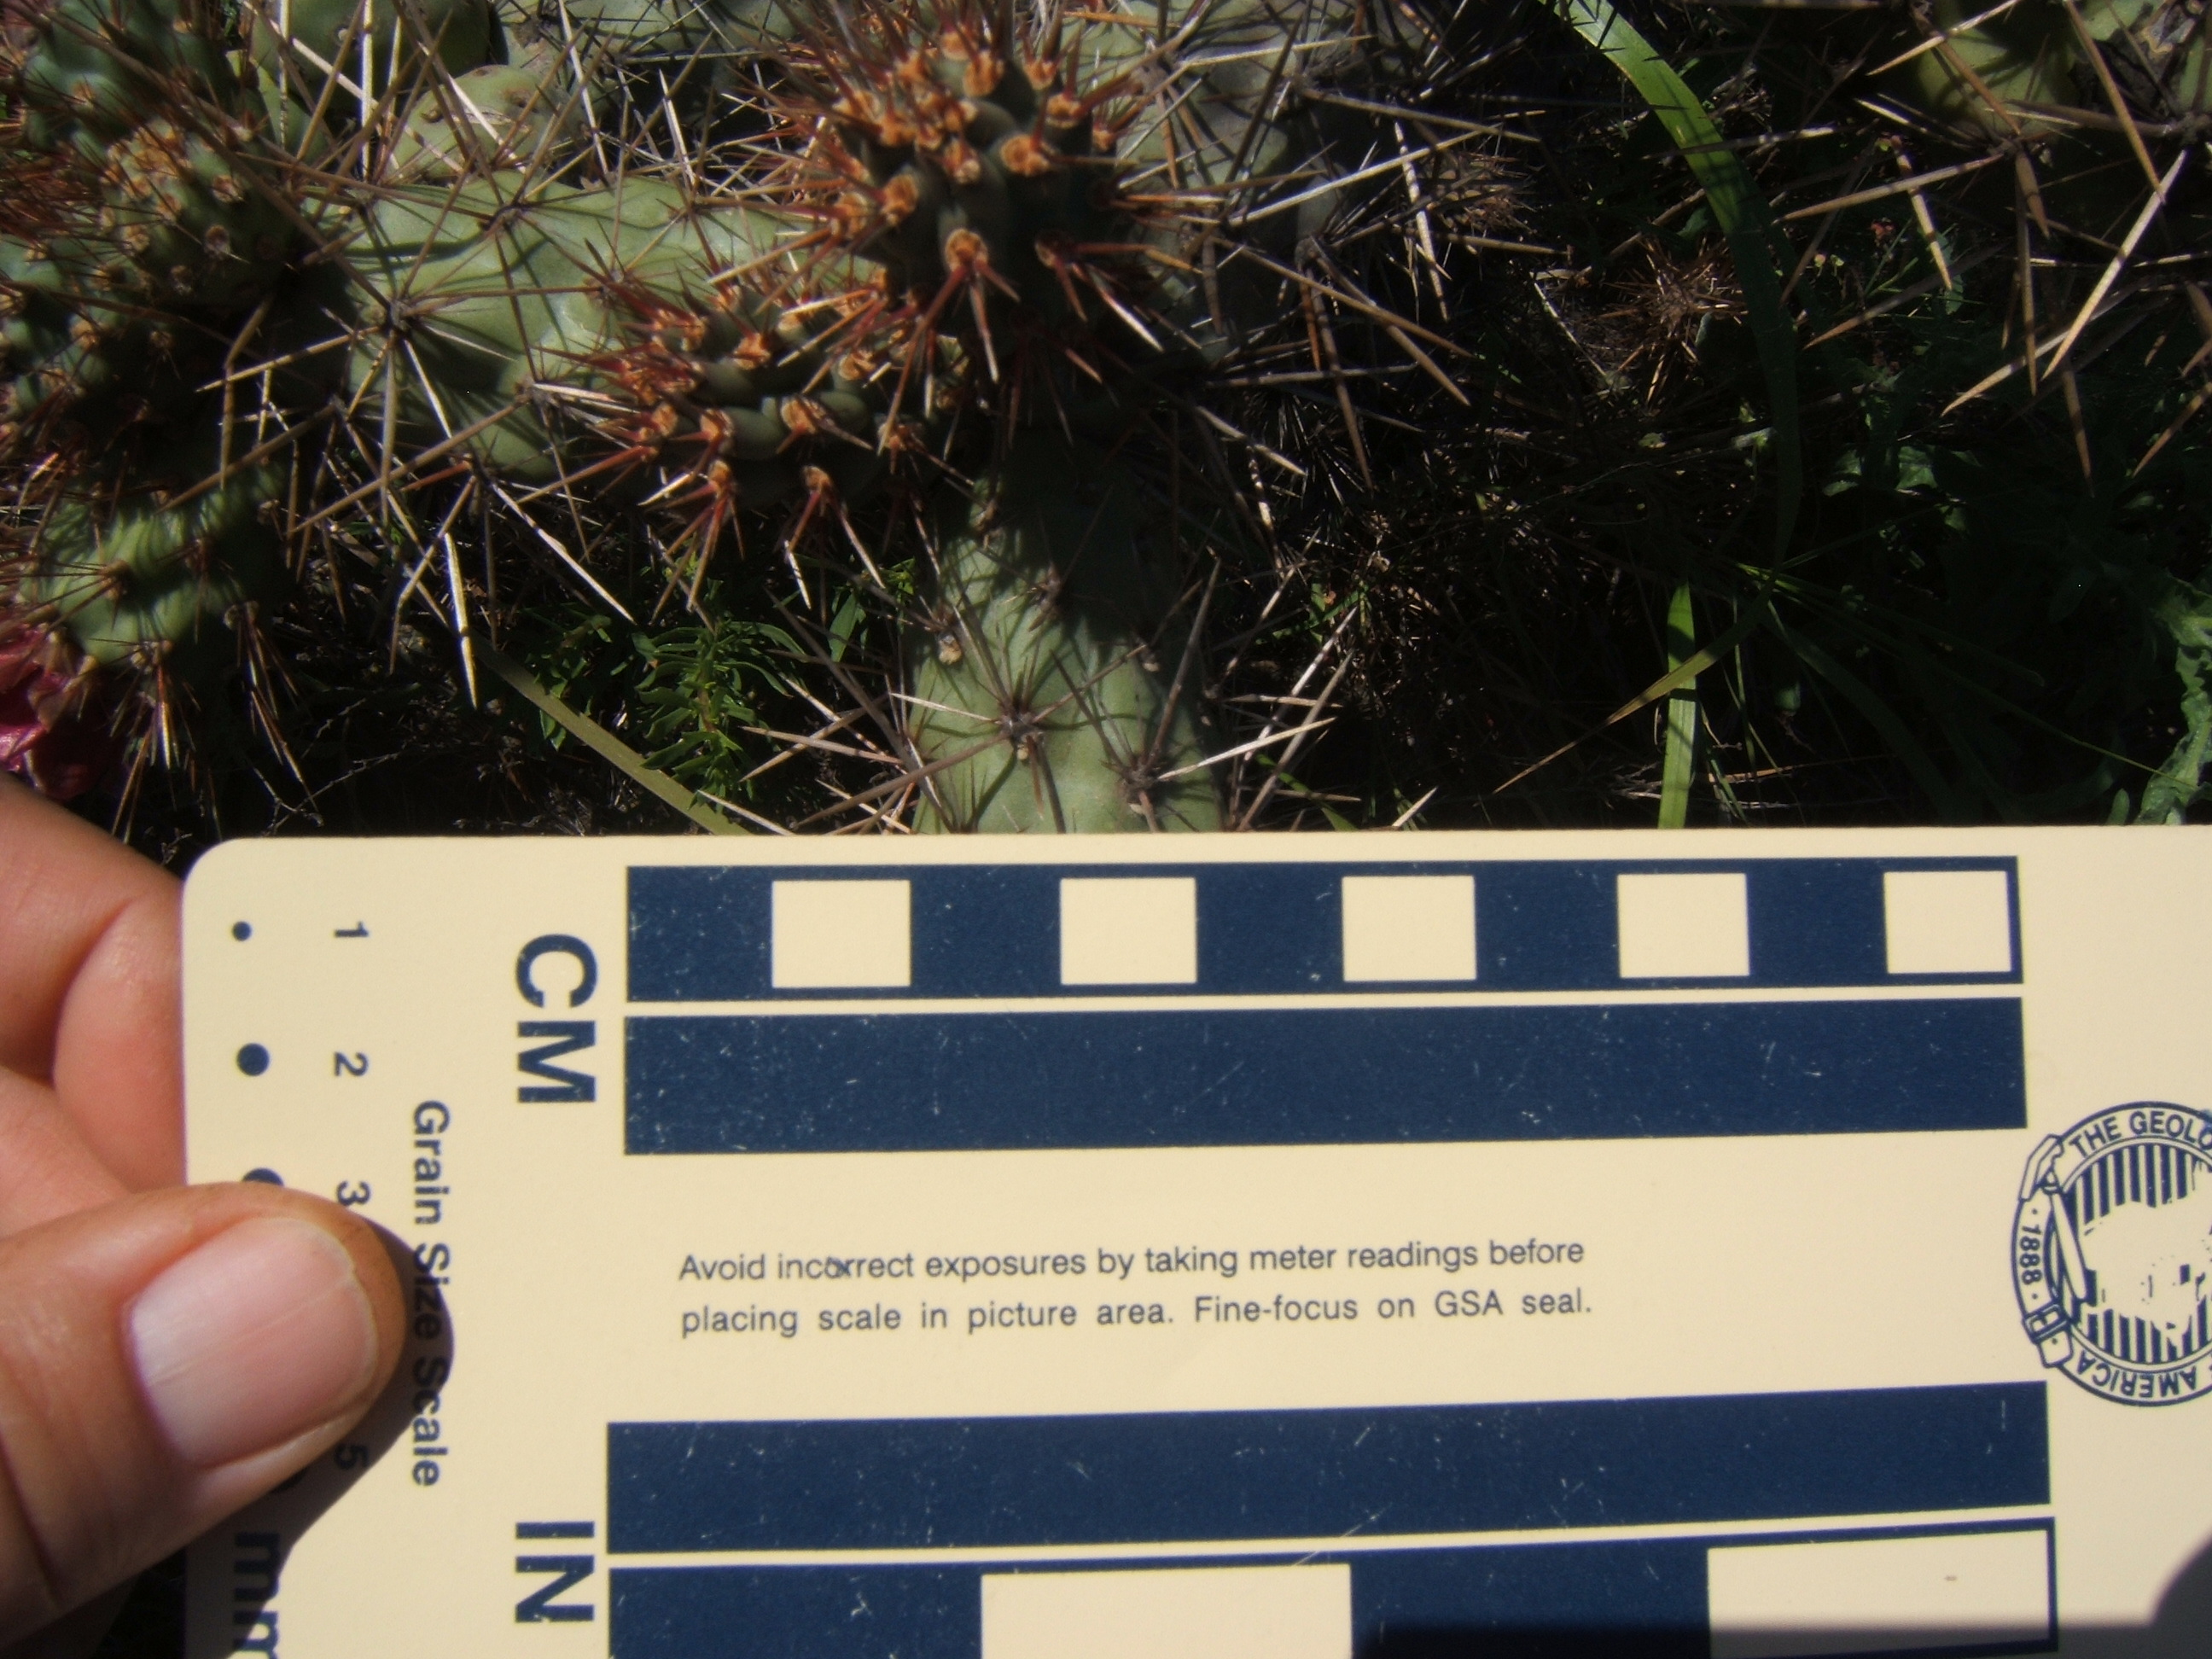 CM
1
2
3
5
Grain Size Scale
mm
Avoid incorrect exposures by taking meter readings before
placing scale in picture area. Fine-focus on GSA seal.
THE GEOLO
1888
AMERICA
IN